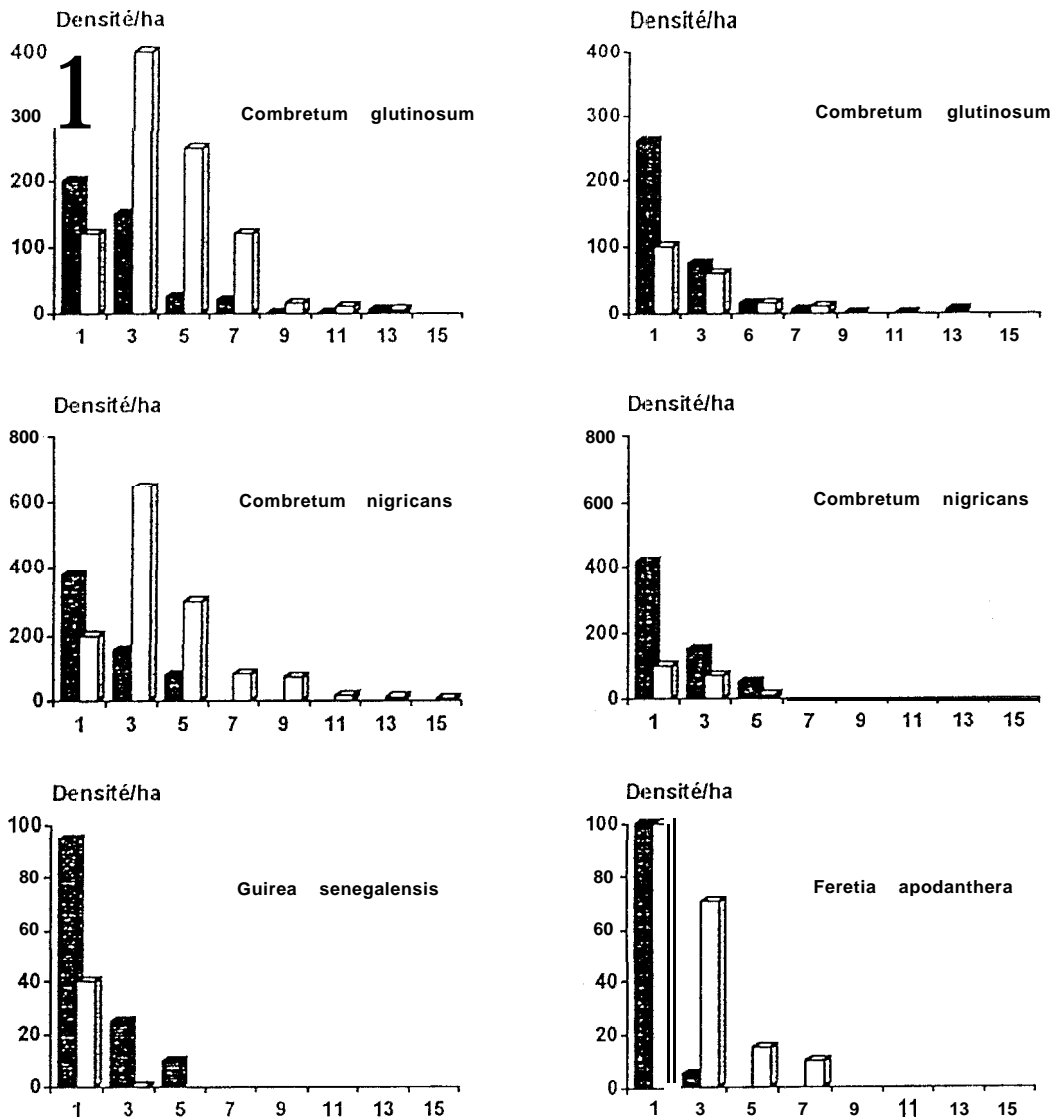 Densité/ha
400
1
300
200
100
0
Combretum glutinosum
1 3 5 7 9 11 13 15
Densité/ha
400
300
200
100
0
Combretum glutinosum
1 3 6 7 9 11 13 15
Densité/ha
800
600
400
200
0
Combretum nigricans
1 3 5 7 9 11 13 15
Densité/ha
800
600
400
200
0
Combretum nigricans
1 3 5 7 9 11 13 15
Densité/ha
100
80
60
40
20
0
Guirea senegalensis
1 3 5 7 9 11 13 15
Densité/ha
100
80
60
40
20
0
Feretia apodanthera
1 3 5 7 9 11 13 15